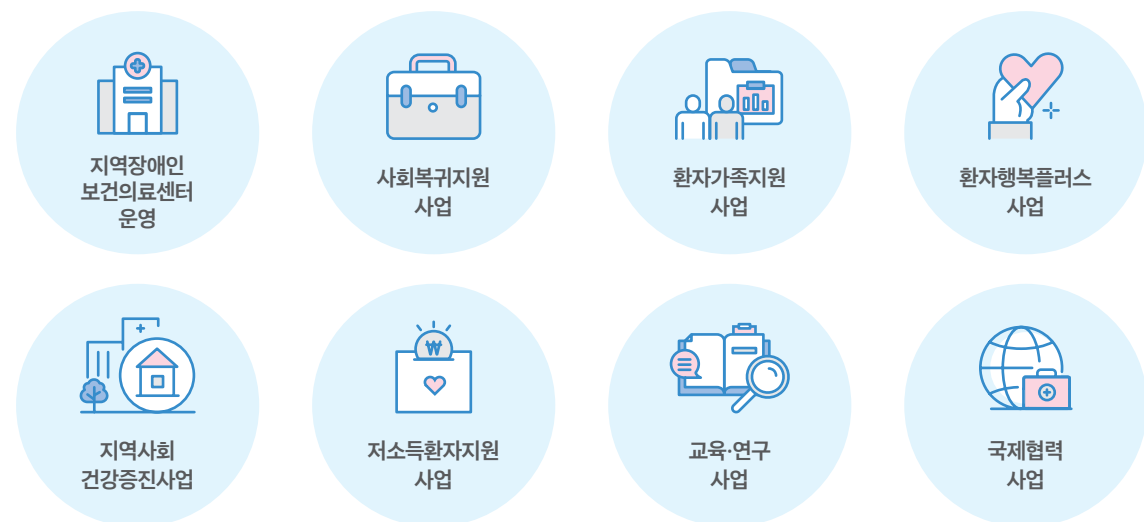 지역장애인
보건의료센터
운영
사회복귀지원
사업
환자가족지원
사업
환자행복플러스
사업
지역사회
건강증진사업
₩
저소득환자지원
사업
교육·연구
사업
국제협력
사업